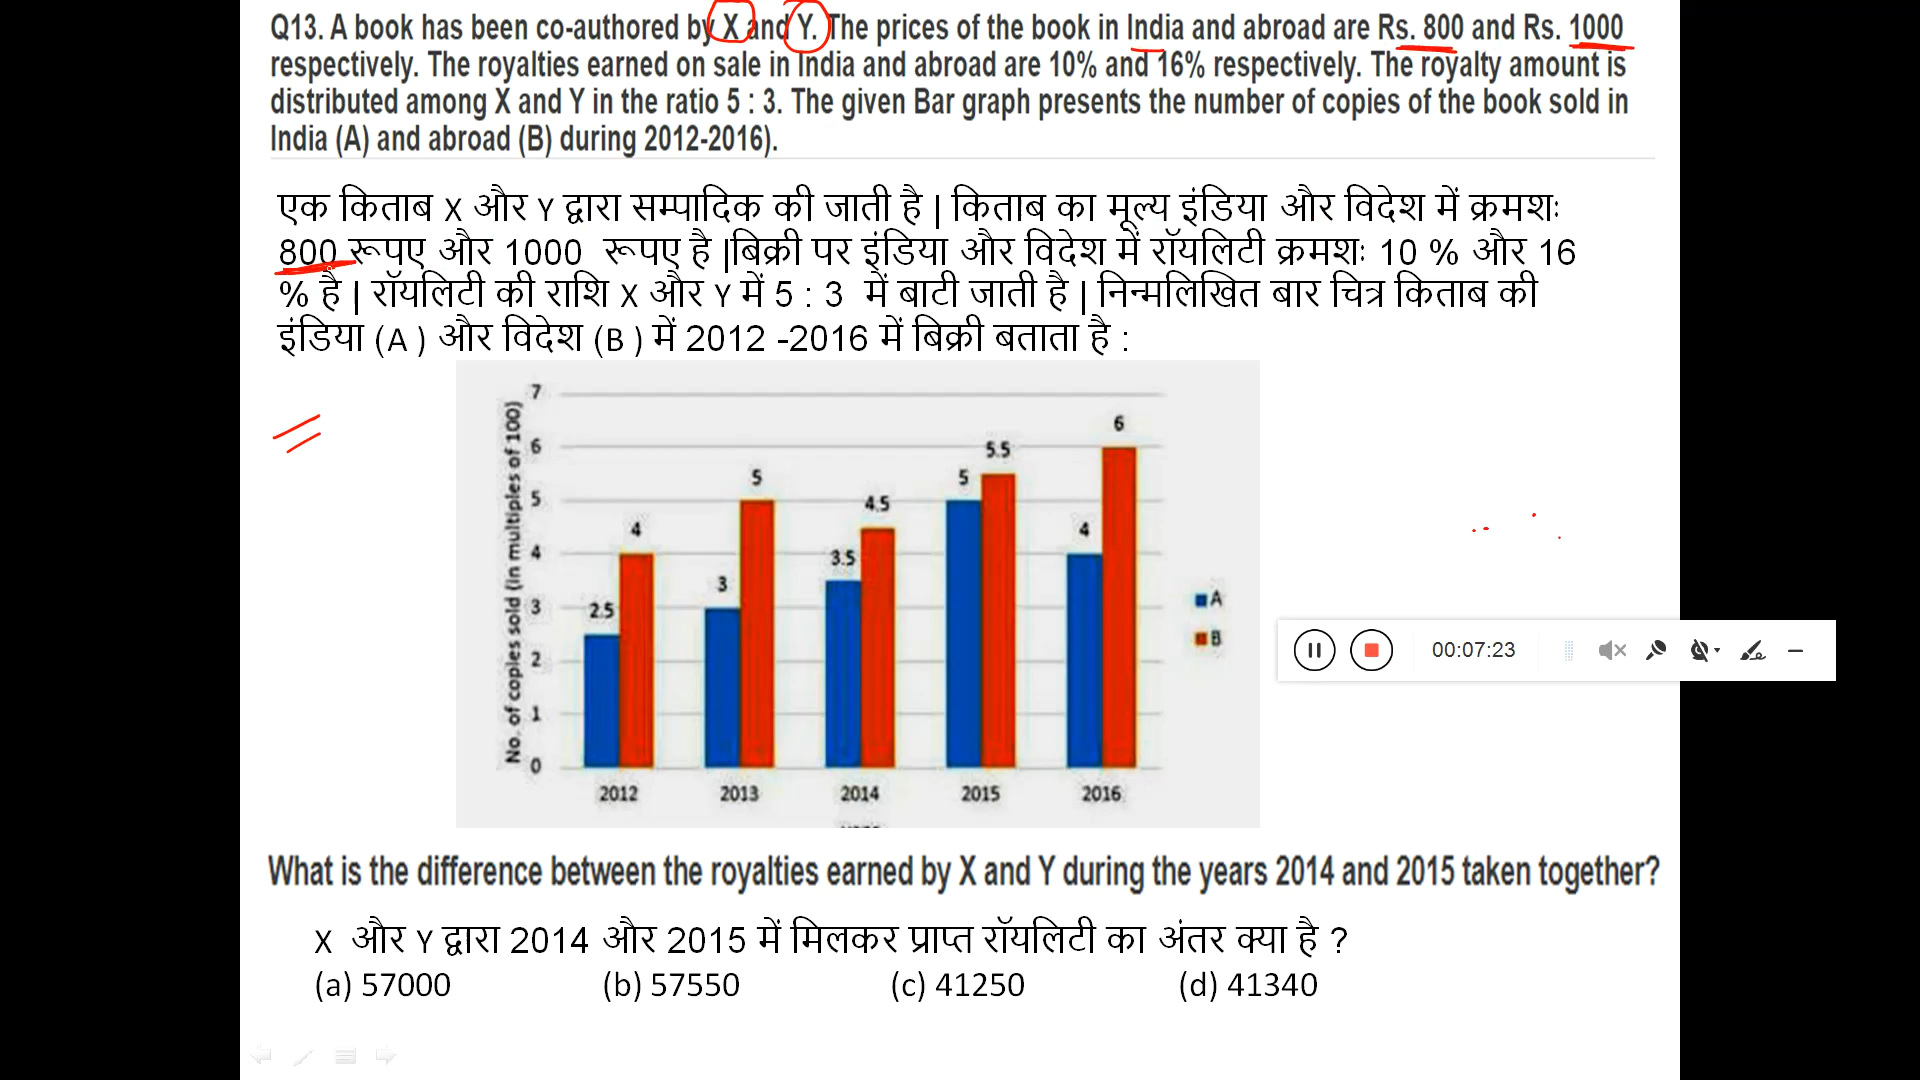 Q13. A book has been co-authored by X and Y. The prices of the book in India and abroad are Rs. 800 and Rs. 1000
respectively. The royalties earned on sale in India and abroad are 10% and 16% respectively. The royalty amount is
distributed among X and Y in the ratio 5 : 3. The given Bar graph presents the number of copies of the book sold in
India (A) and abroad (B) during 2012-2016).
एक किताब X और Y द्वारा सम्पादिक की जाती है | किताब का मूल्य इंडिया और विदेश में क्रमशः
800 रूपए और 1000 रूपए है |बिक्री पर इंडिया और विदेश में रॉयलिटी क्रमशः 10 % और 16
% है | रॉयलिटी की राशि X और Y में 5 : 3 में बाटी जाती है | निन्मलिखित बार चित्र किताब की
इंडिया (A ) और विदेश (B ) में 2012 -2016 में बिक्री बताता है :
No. of copies sold (in multiples of 100)
7
6
5
4
3
2
1
0
2.5
4
3
5
3.5
4.5
5
5.5
4
6
A
B
2012
2013
2014
2015
2016
00:07:23
What is the difference between the royalties earned by X and Y during the years 2014 and 2015 taken together?
X और Y द्वारा 2014 और 2015 में मिलकर प्राप्त रॉयलिटी का अंतर क्या है ?
(a) 57000 (b) 57550 (c) 41250 (d) 41340